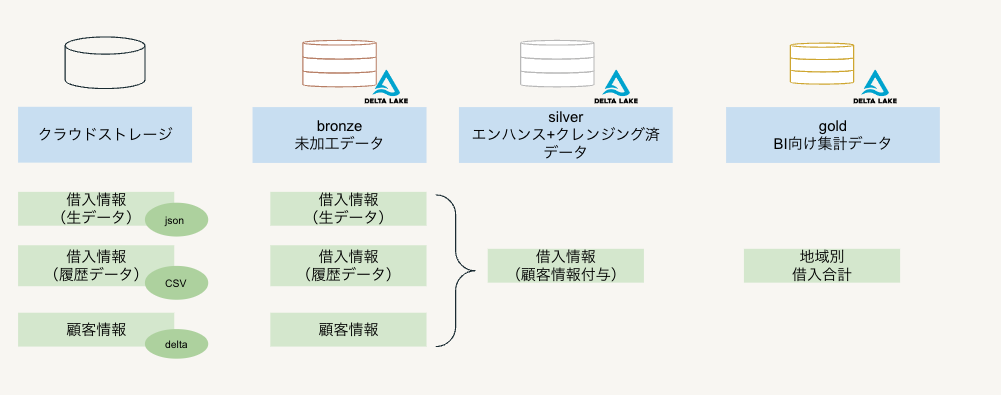 DELTA LAKE
DELTA LAKE
DELTA LAKE
クラウドストレージ
bronze
未加工データ
silver
エンハンス+クレンジング済
データ
gold
BI向け集計データ
借入情報
（生データ）
json
借入情報
（履歴データ）
CSV
顧客情報
delta
借入情報
（生データ）
借入情報
（履歴データ）
顧客情報
借入情報
（顧客情報付与）
地域別
借入合計